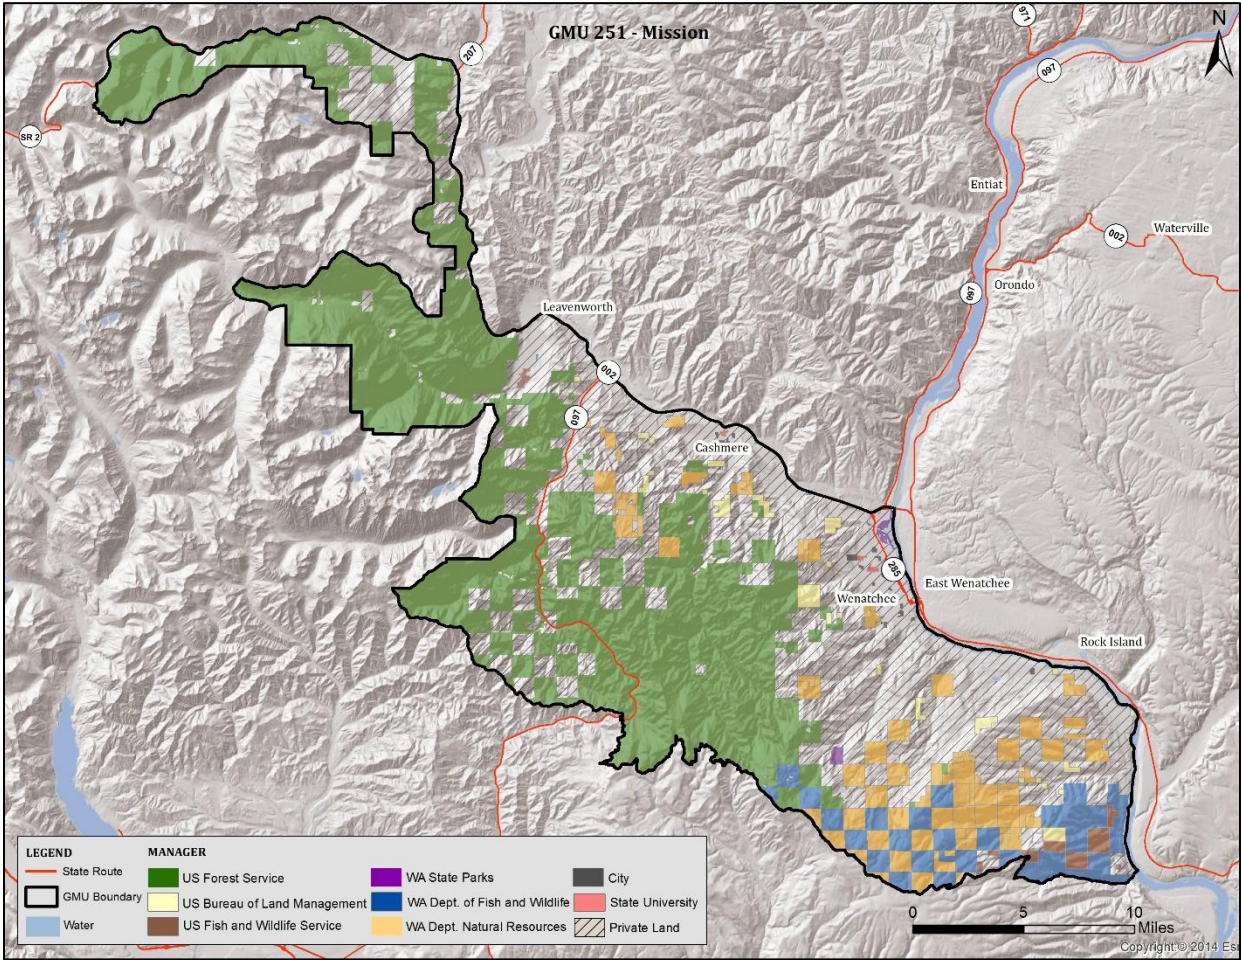 GMU 251 - Mission
N
971
207
097
SR 2
Entiat
002
Waterville
097
Orondo
Leavenworth
002
097
Cashmere
285
East Wenatchee
Wenatchee
Rock Island
LEGEND
State Route
GMU Boundary
Water
MANAGER
US Forest Service
US Bureau of Land Management
US Fish and Wildlife Service
WA State Parks
WA Dept. of Fish and Wildlife
WA Dept. Natural Resources
City
State University
Private Land
0 5 10
Miles
Copyright:© 2014 Esr